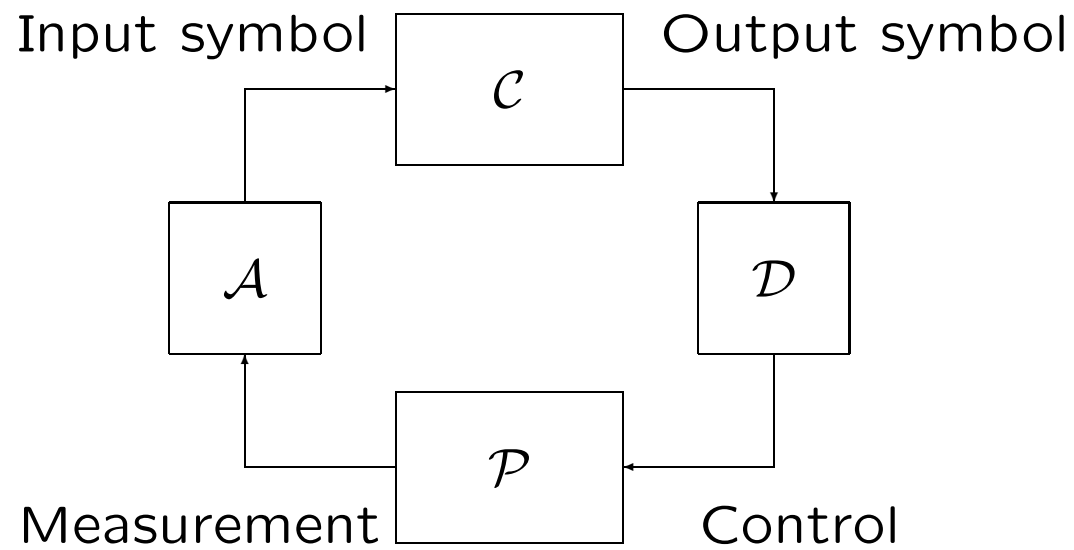 Input symbol
Output symbol
𝒞
𝒜
𝒟
𝒫
Measurement
Control